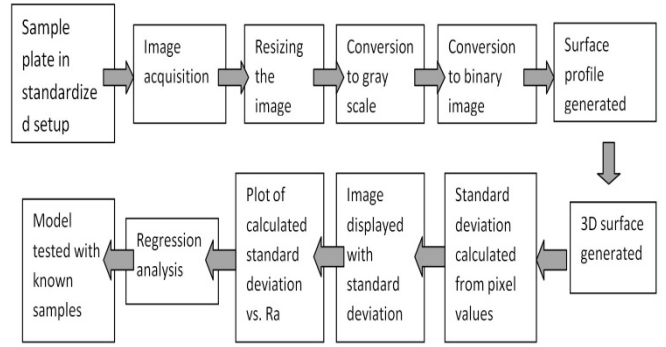 Sample
plate in
standardize
d setup
Image
acquisition
Resizing
the
image
Conversion
to gray
scale
Conversion
to binary
image
Surface
profile
generated
3D surface
generated
Standard
deviation
calculated
from pixel
values
Image
displayed
with
standard
deviation
Plot of
calculated
standard
deviation
vs. Ra
Regression
analysis
Model
tested with
known
samples